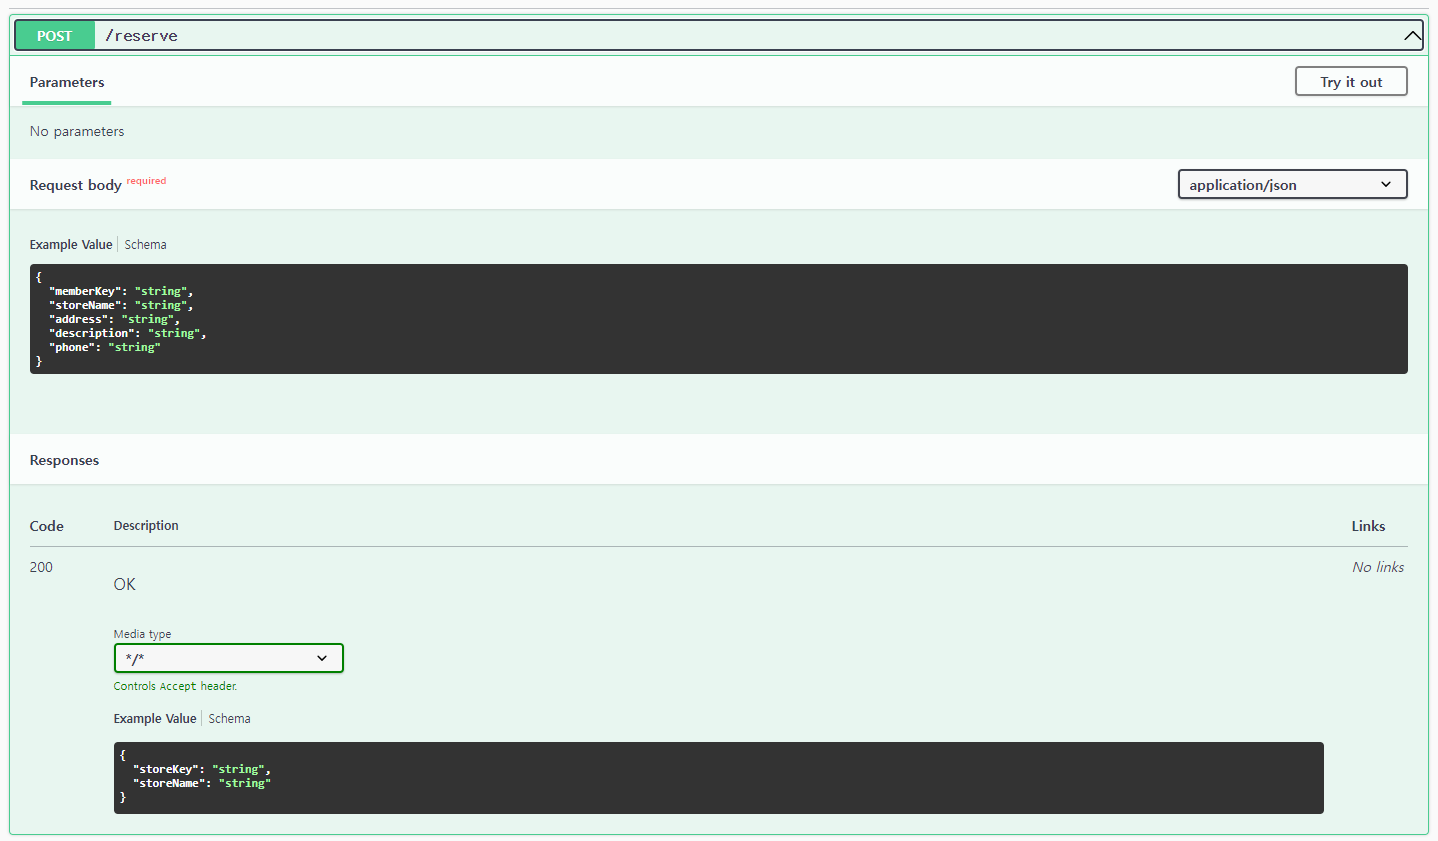 POST /reserve
Parameters
Try it out
No parameters
Request body required
application/json
Example Value Schema
{
  "memberKey": "string",
  "storeName": "string",
  "address": "string",
  "description": "string",
  "phone": "string"
}
Responses
Code Description Links
200 No links
OK
Media type
*/*
Controls Accept header.
Example Value Schema
{
  "storeKey": "string",
  "storeName": "string"
}